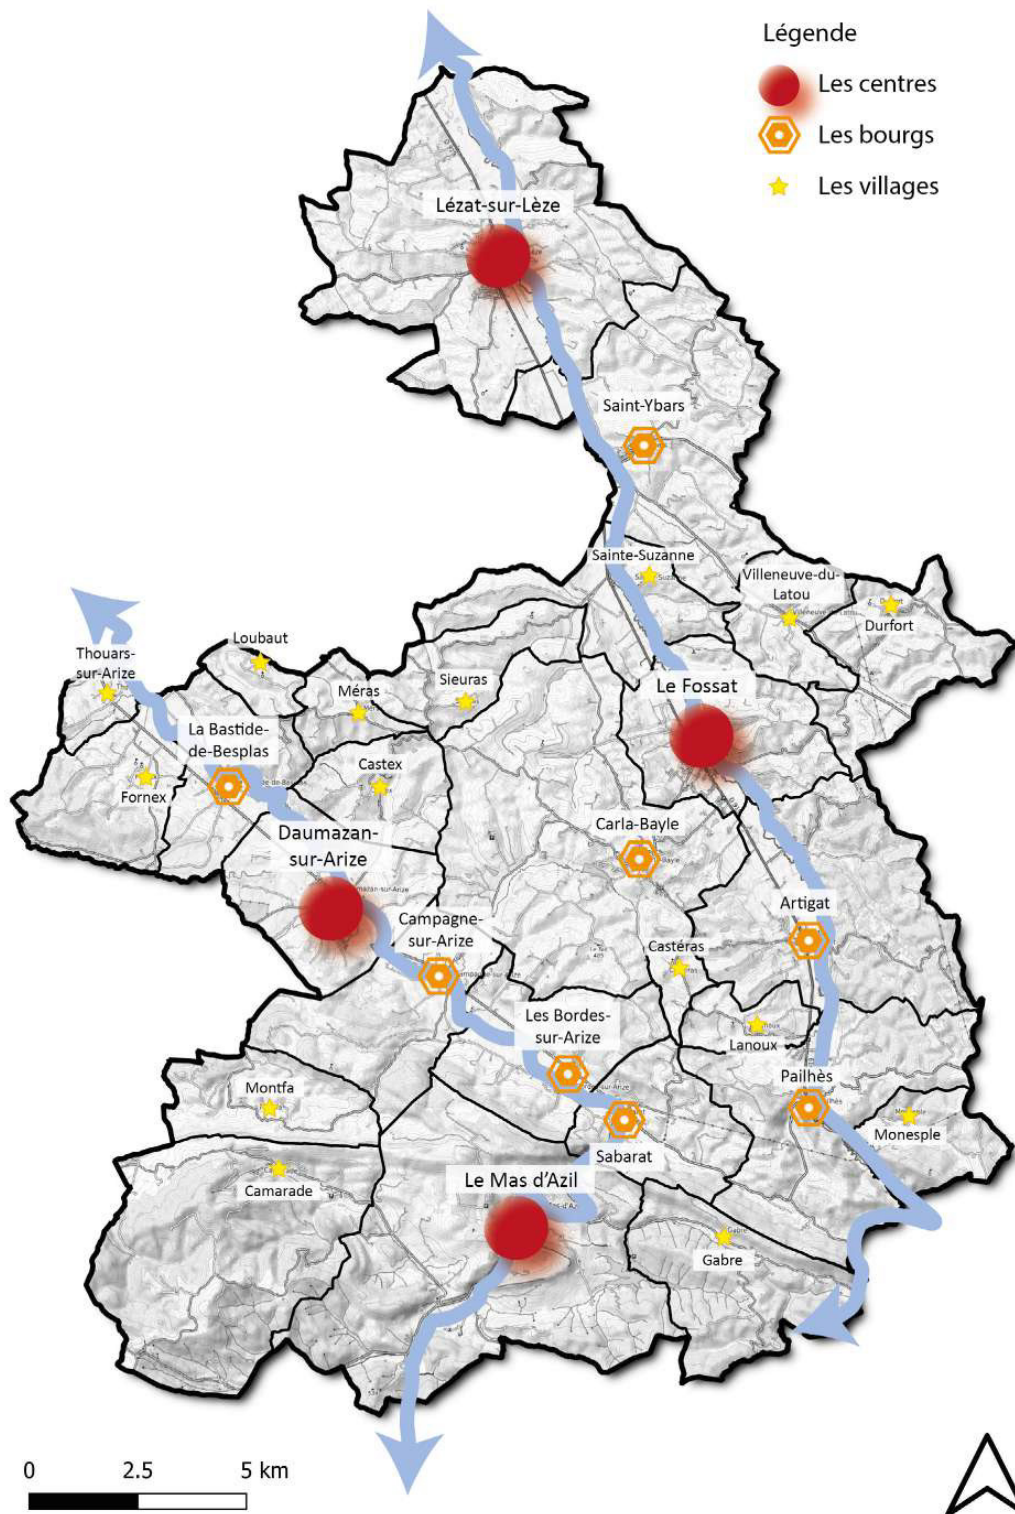 Légende
Les centres
Les bourgs
Les villages
Lézat-sur-Lèze
Saint-Ybars
Sainte-Suzanne
Villeneuve-du-
Latou
Durfort
Loubaut
Thouars-
sur-Arize
Méras
Sieuras
Le Fossat
La Bastide-
de-Besplas
Castex
Fornex
Carla-Bayle
Daumazan-
sur-Arize
Campagne-
sur-Arize
Artigat
Castéras
Les Bordes-
sur-Arize
Lanoux
Montfa
Pailhès
Monesple
Sabarat
Camarade
Le Mas d'Azil
Gabre
0 2.5 5 km